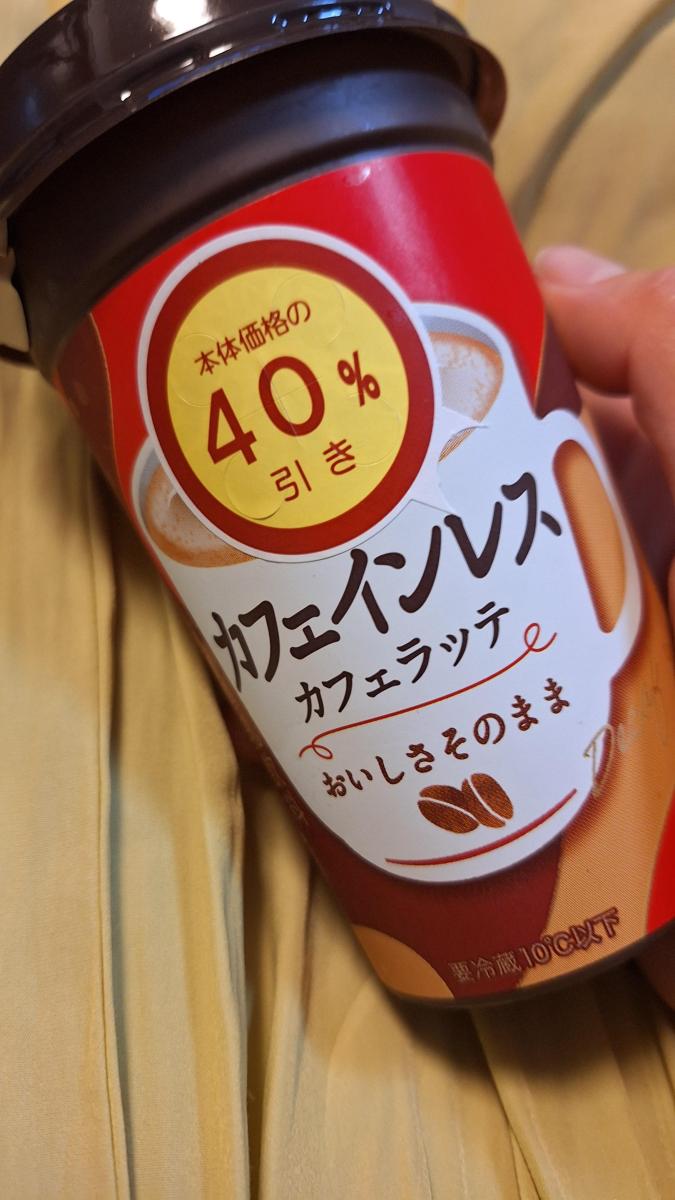 本体価格の
40%
引き
カフェインレス
カフェラッテ
おいしさそのまま
要冷蔵10℃以下